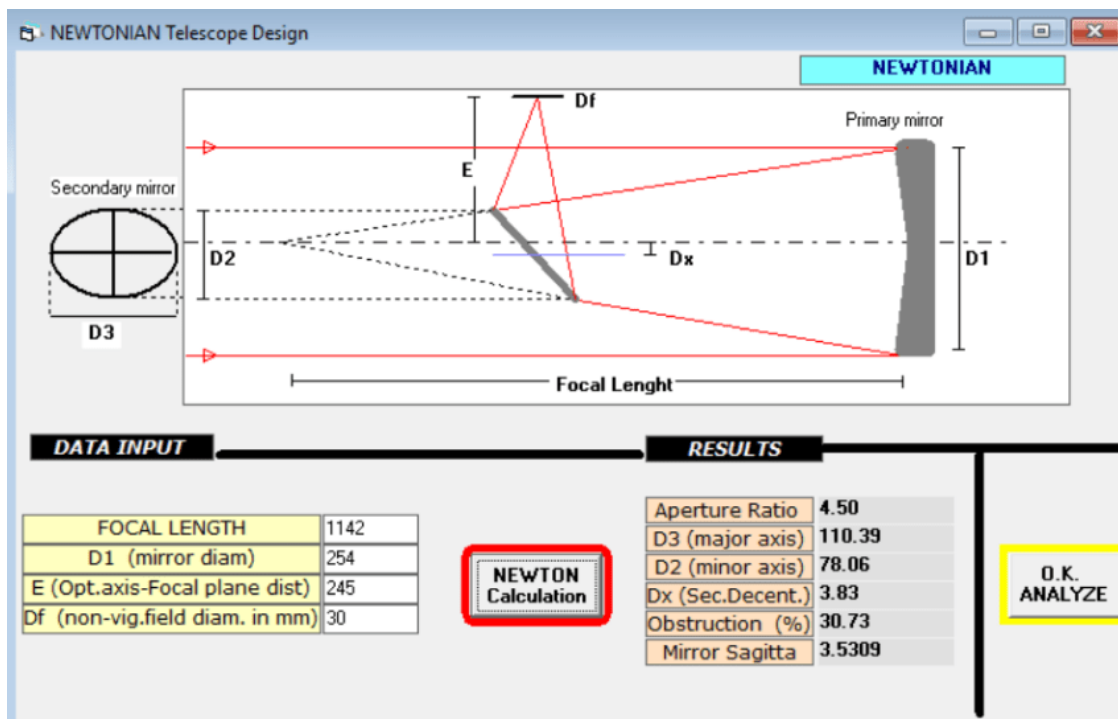 NEWTONIAN Telescope Design
NEWTONIAN
Df
Primary mirror
E
Secondary mirror
D2
Dx
D1
D3
Focal Lenght
DATA INPUT
RESULTS
FOCAL LENGTH 1142
D1 (mirror diam) 254
E (Opt.axis-Focal plane dist) 245
Df (non-vig.field diam. in mm) 30
NEWTON
Calculation
Aperture Ratio 4.50
D3 (major axis) 110.39
D2 (minor axis) 78.06
Dx (Sec.Decent.) 3.83
Obstruction (%) 30.73
Mirror Sagitta 3.5309
O.K.
ANALYZE